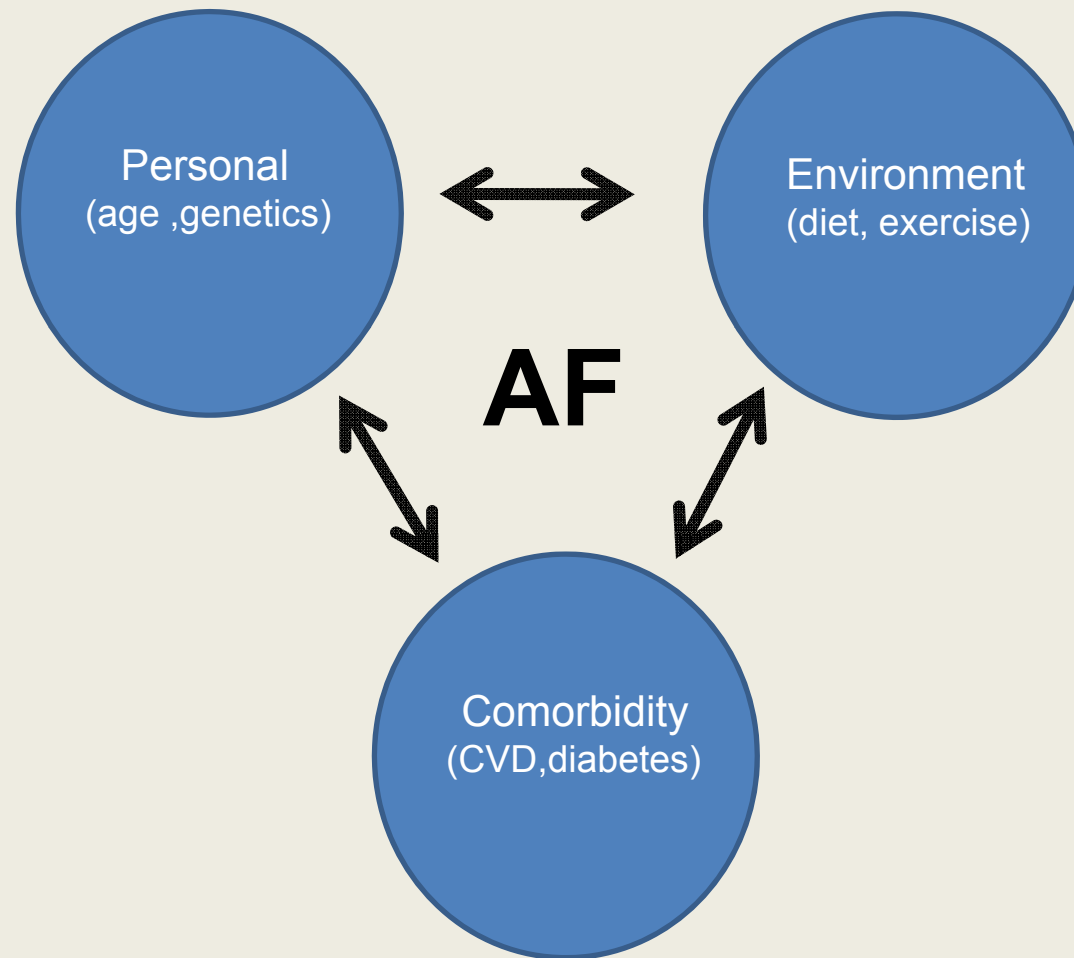 Personal
(age ,genetics)
Environment
(diet, exercise)
AF
Comorbidity
(CVD,diabetes)